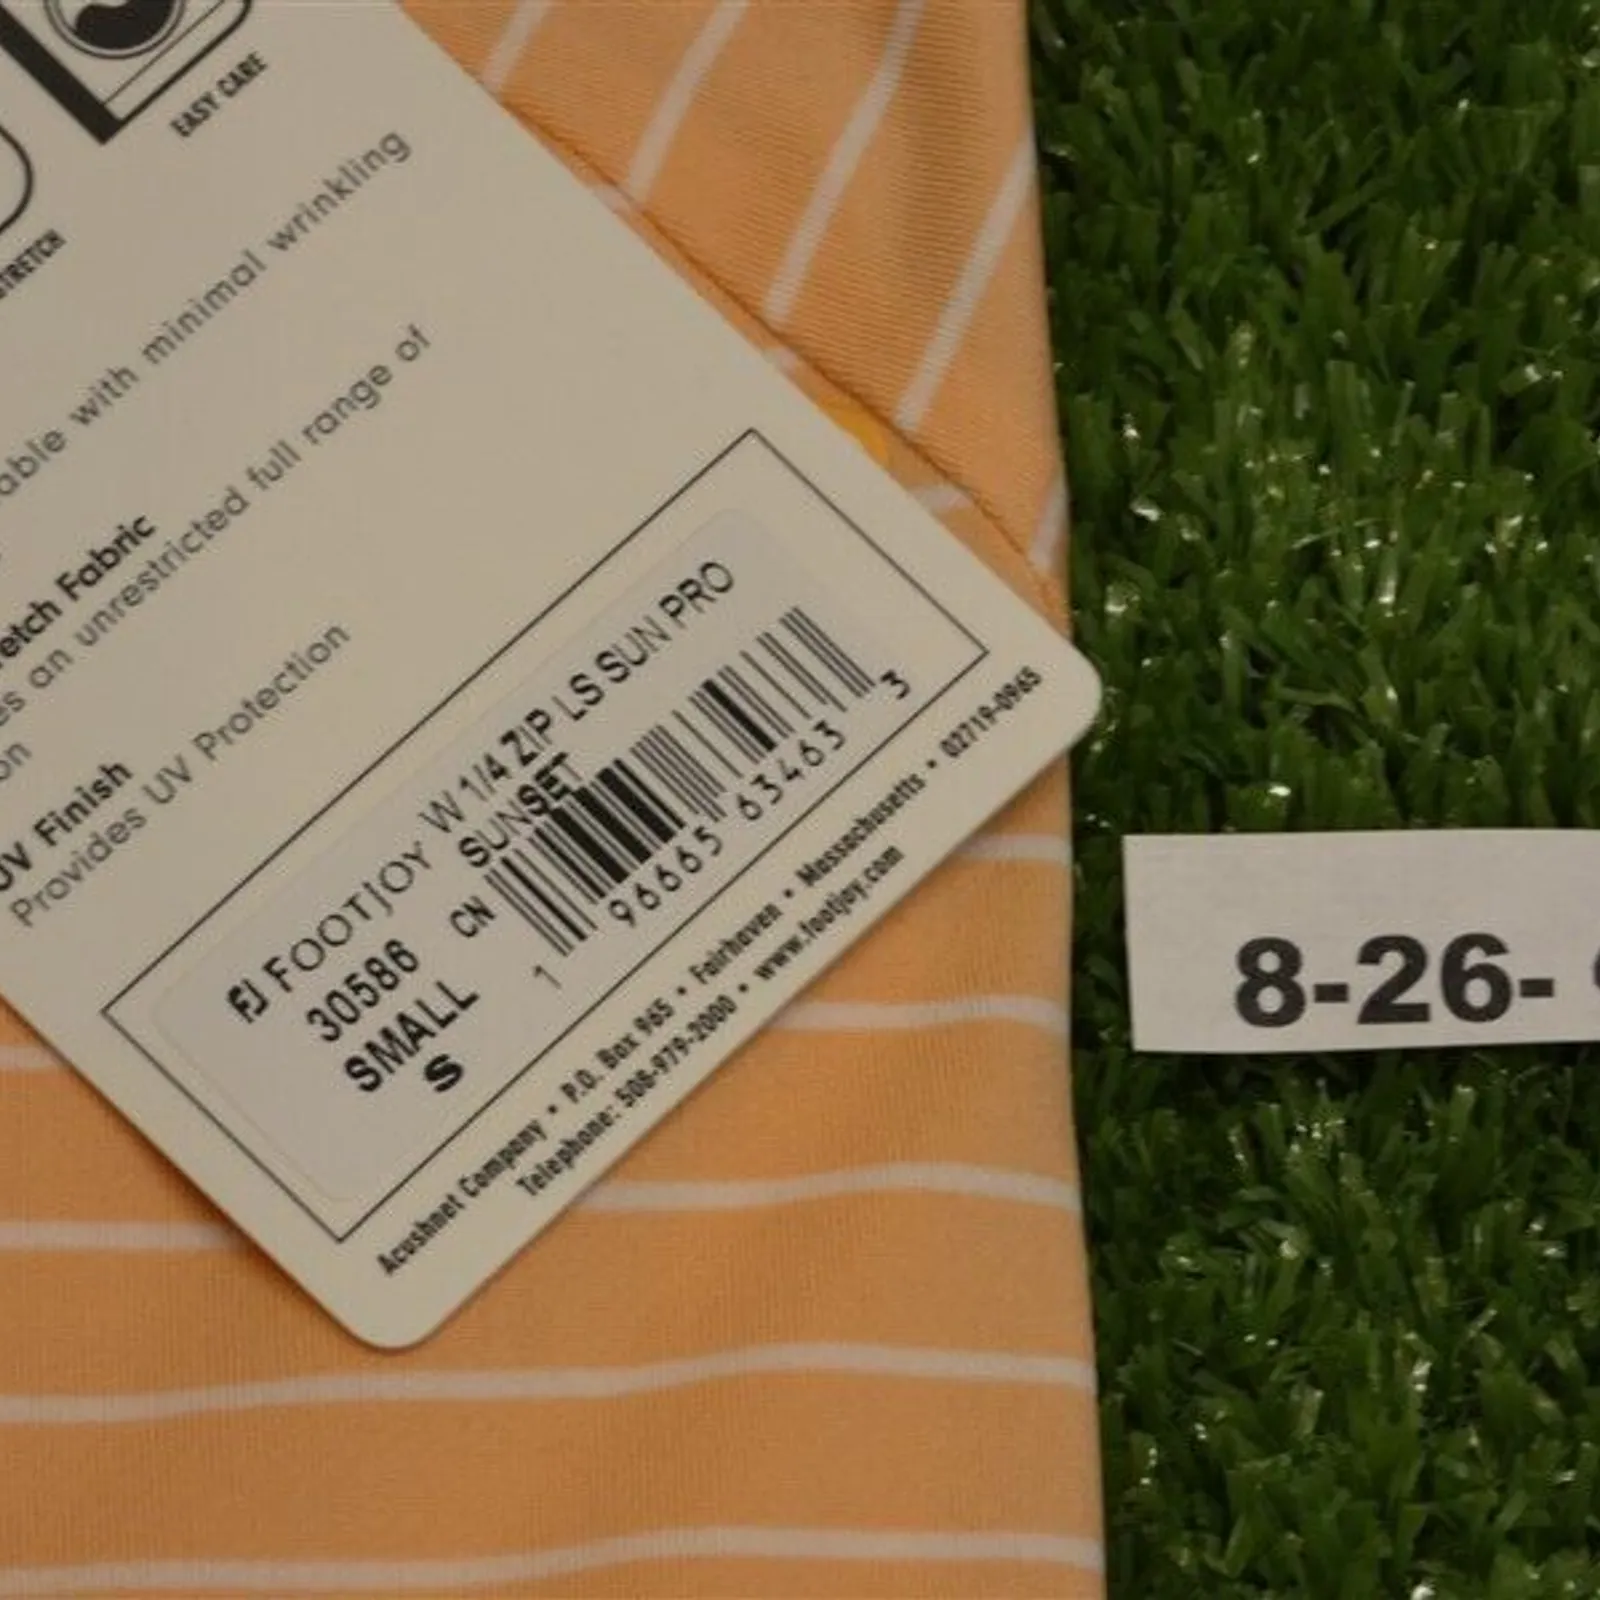 EASY CARE
STRETCH
able with minimal wrinkling
etch Fabric
es an unrestricted full range of
on
UV Finish
Provides UV Protection
FJ FOOTJOY W 1/4 ZIP LS SUN PRO
SUNSET
30586 CN
SMALL
S
1 96665 63463 3
Acushnet Company • P.O. Box 965 • Fairhaven • Massachusetts • 02719-0965
Telephone: 508-979-2000 • www.footjoy.com
8-26-